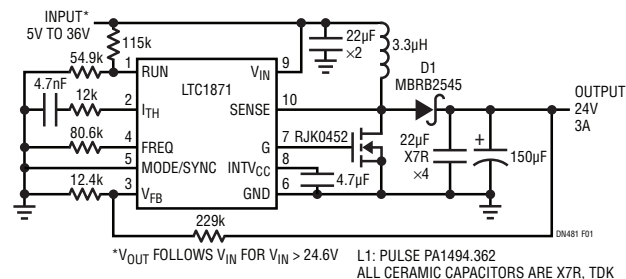 INPUT*
5V TO 36V
115k
54.9k
4.7nF
12k
80.6k
12.4k
1 RUN
2 ITH
4 FREQ
5 MODE/SYNC
3 VFB
LTC1871
VIN 9
SENSE 10
G 7
INTVCC 8
GND 6
22µF
×2
3.3µH
D1
MBRB2545
RJK0452
4.7µF
22µF
X7R
×4
+
150µF
OUTPUT
24V
3A
229k
DN481 F01
*VOUT FOLLOWS VIN FOR VIN > 24.6V
L1: PULSE PA1494.362
ALL CERAMIC CAPACITORS ARE X7R, TDK